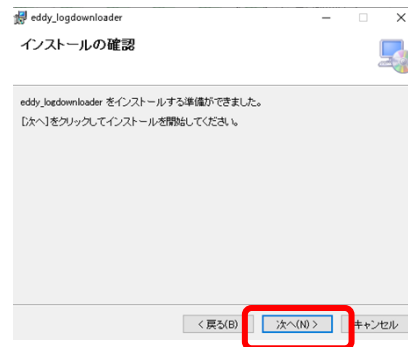 eddy_logdownloader
インストールの確認
eddy_logdownloader をインストールする準備ができました。
[次へ]をクリックしてインストールを開始してください。
< 戻る(B) 次へ(N) > キャンセル